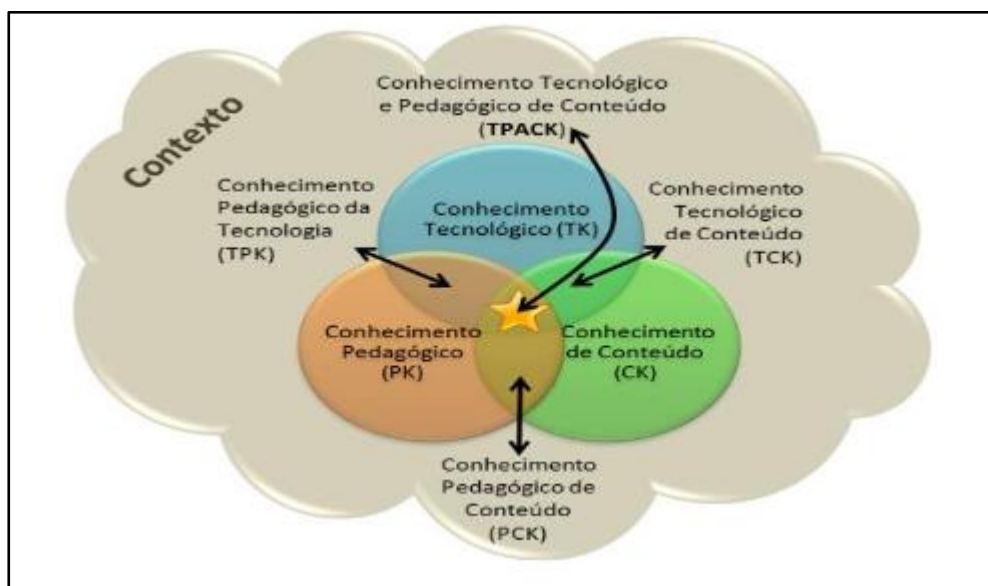 Contexto
Conhecimento Tecnológico
e Pedagógico de Conteúdo
(TPACK)
Conhecimento
Pedagógico da
Tecnologia
(TPK)
Conhecimento
Tecnológico (TK)
Conhecimento
Tecnológico
de Conteúdo
(TCK)
Conhecimento
Pedagógico
(PK)
Conhecimento
de Conteúdo
(CK)
Conhecimento
Pedagógico de
Conteúdo
(PCK)